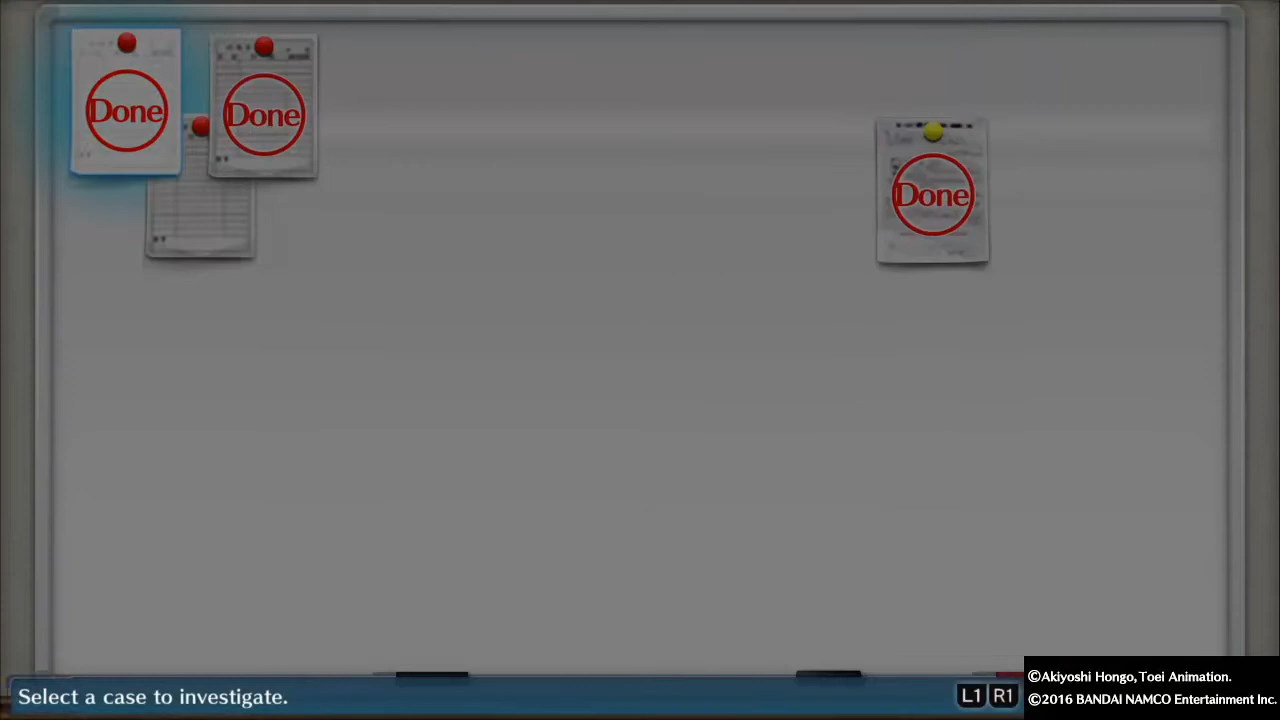 Done
Done
Done
Select a case to investigate.
L1 R1
©Akiyoshi Hongo, Toei Animation.
©2016 BANDAI NAMCO Entertainment Inc.